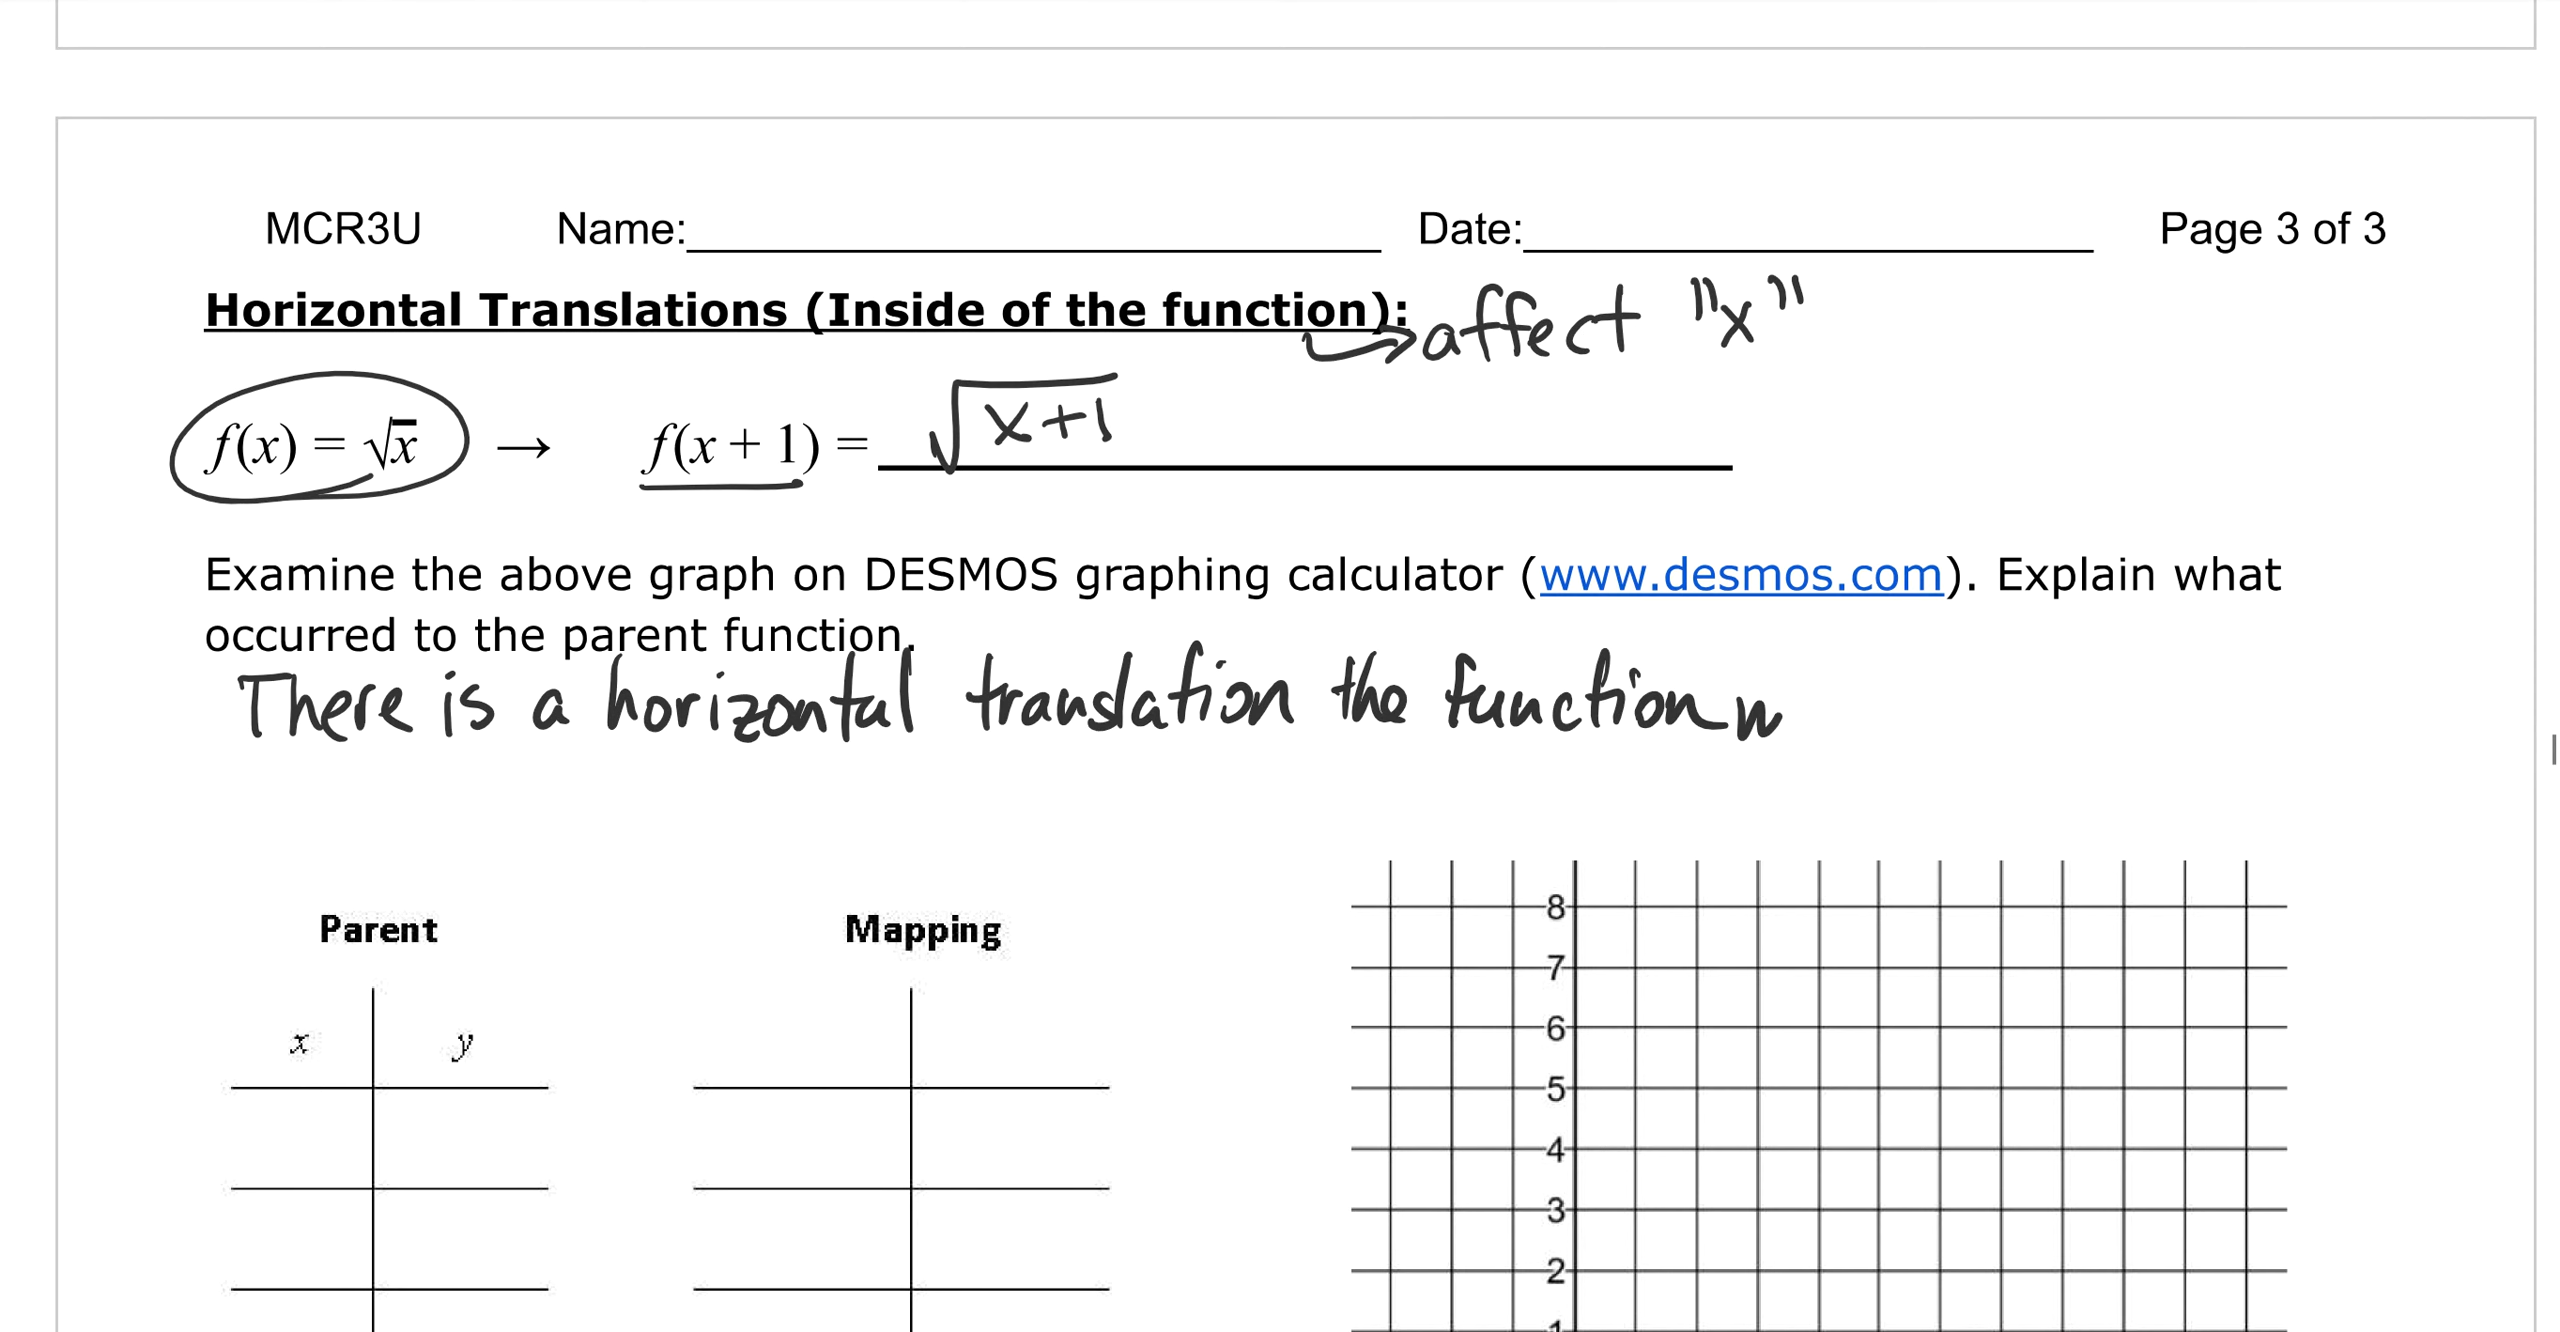 MCR3U Name: Date: Page 3 of 3
Horizontal Translations (Inside of the function): affect "x"
f(x) = √x → f(x + 1) = √x+1
Examine the above graph on DESMOS graphing calculator (www.desmos.com). Explain what
occurred to the parent function.
There is a horizontal translation the function
Parent Mapping
x y
8
7
6
5
4
3
2
1